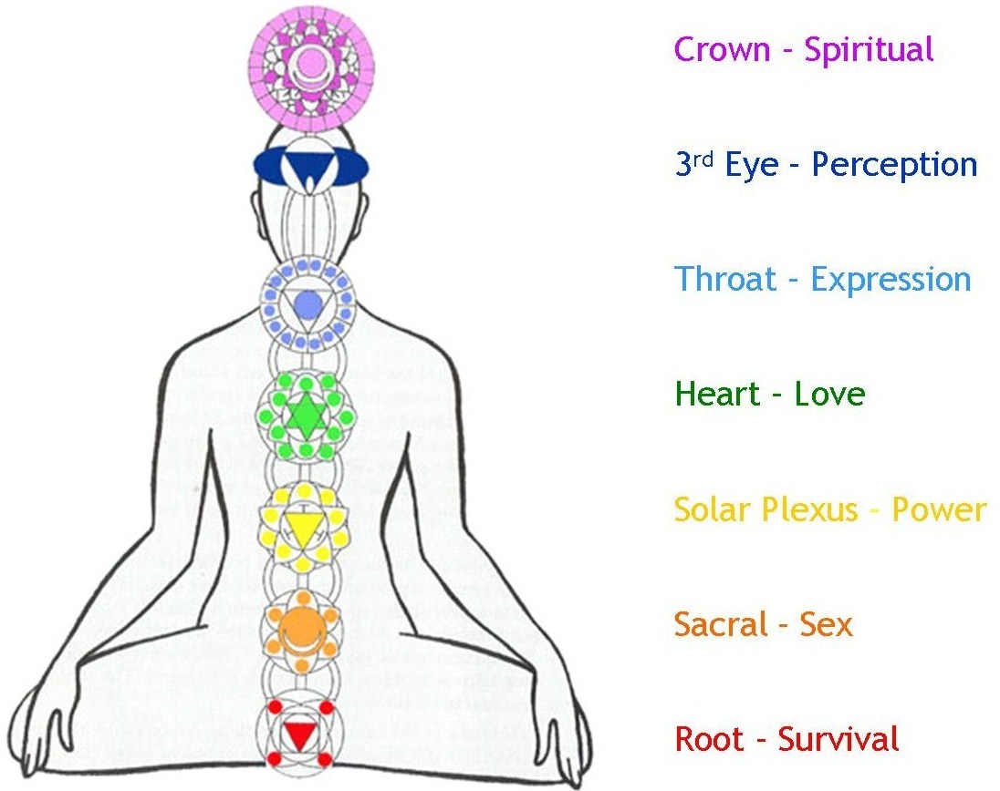 Crown - Spiritual
3rd Eye - Perception
Throat - Expression
Heart - Love
Solar Plexus - Power
Sacral - Sex
Root - Survival